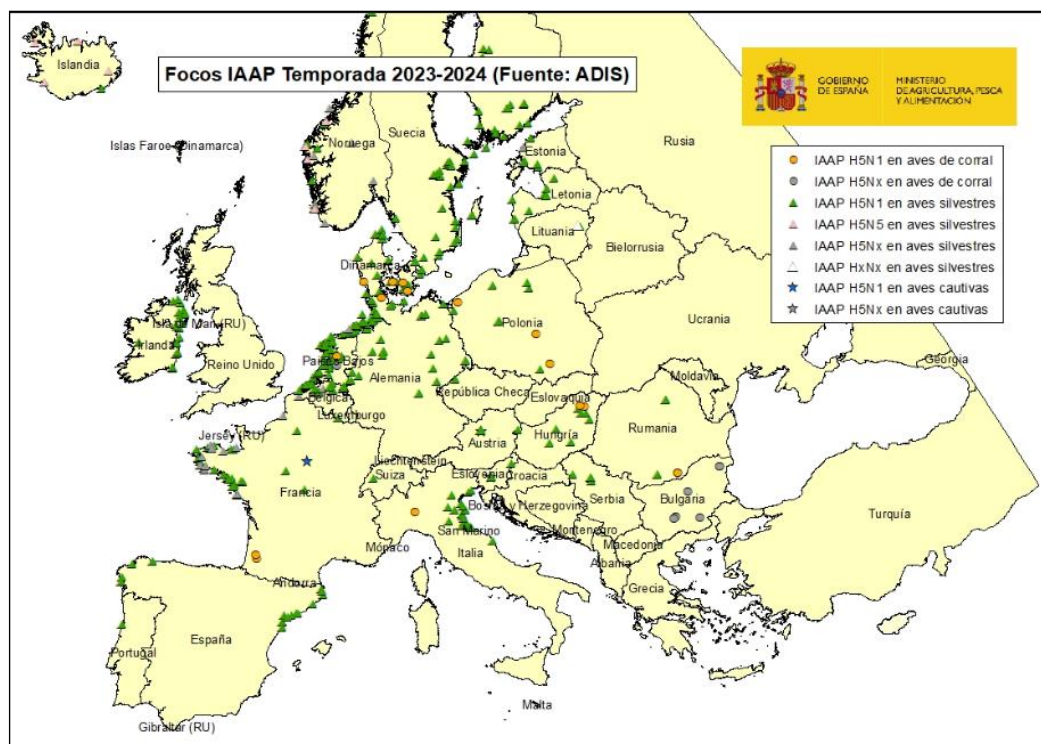 Focos IAAP Temporada 2023-2024 (Fuente: ADIS)
GOBIERNO
DE ESPAÑA
MINISTERIO
DE AGRICULTURA, PESCA
Y ALIMENTACIÓN
IAAP H5N1 en aves de corral
IAAP H5Nx en aves de corral
IAAP H5N1 en aves silvestres
IAAP H5N5 en aves silvestres
IAAP H5Nx en aves silvestres
IAAP HxNx en aves silvestres
IAAP H5N1 en aves cautivas
IAAP H5Nx en aves cautivas
Islandia
Islas Faroe (Dinamarca)
Noruega
Suecia
Estonia
Rusia
Letonia
Lituania
Bielorrusia
Dinamarca
Isla de Man (RU)
Irlanda
Reino Unido
Países Bajos
Polonia
Ucrania
Alemania
Bélgica
República Checa
Georgia
Moldavia
Luxemburgo
Eslovaquia
Jersey (RU)
Austria
Hungría
Rumania
Liechtenstein
Suiza
Eslovenia
Croacia
Francia
Serbia
Bulgaria
Bosnia y Herzegovina
Turquía
San Marino
Montenegro
Mónaco
Italia
Macedonia
Albania
Andorra
Grecia
España
Portugal
Malta
Gibraltar (RU)